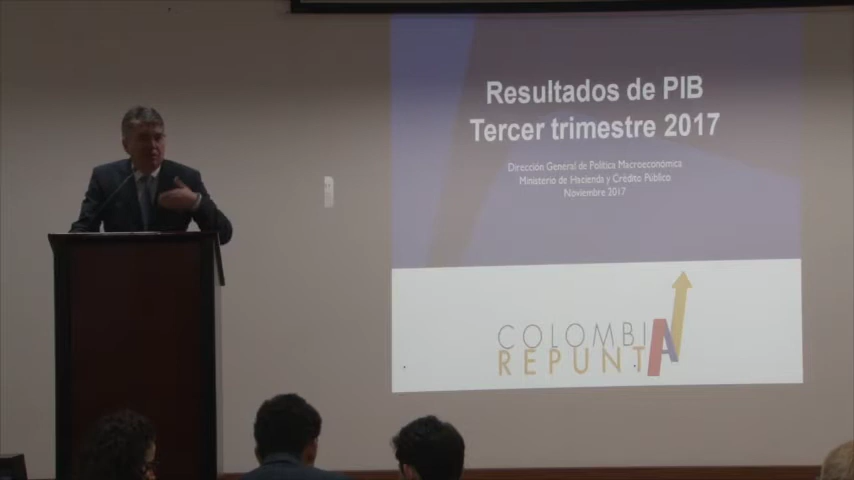 Resultados de PIB
Tercer trimestre 2017
Dirección General de Política Macroeconómica
Ministerio de Hacienda y Crédito Público
Noviembre 2017
COLOMBIA
REPUNTA